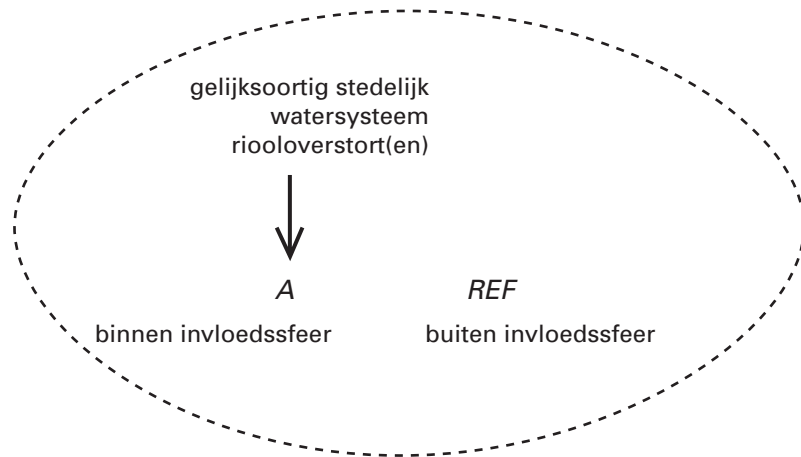 gelijksoortig stedelijk
watersysteem
riooloverstort(en)
A REF
binnen invloedssfeer buiten invloedssfeer